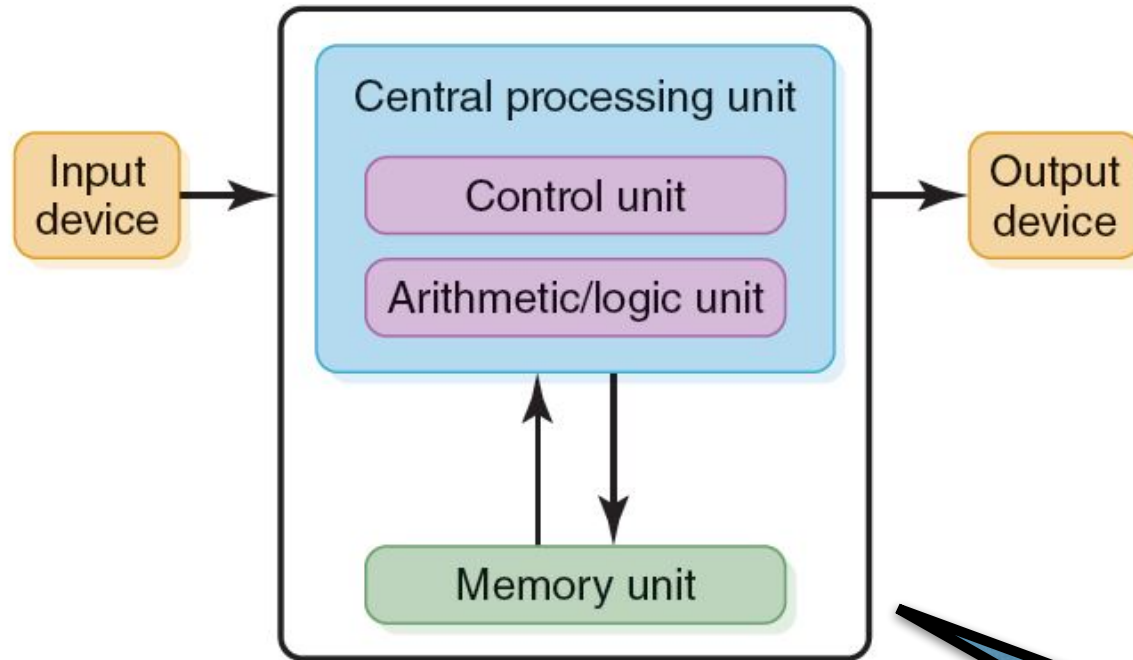 Central processing unit
Input
device
Control unit
Output
device
Arithmetic/logic unit
Memory unit